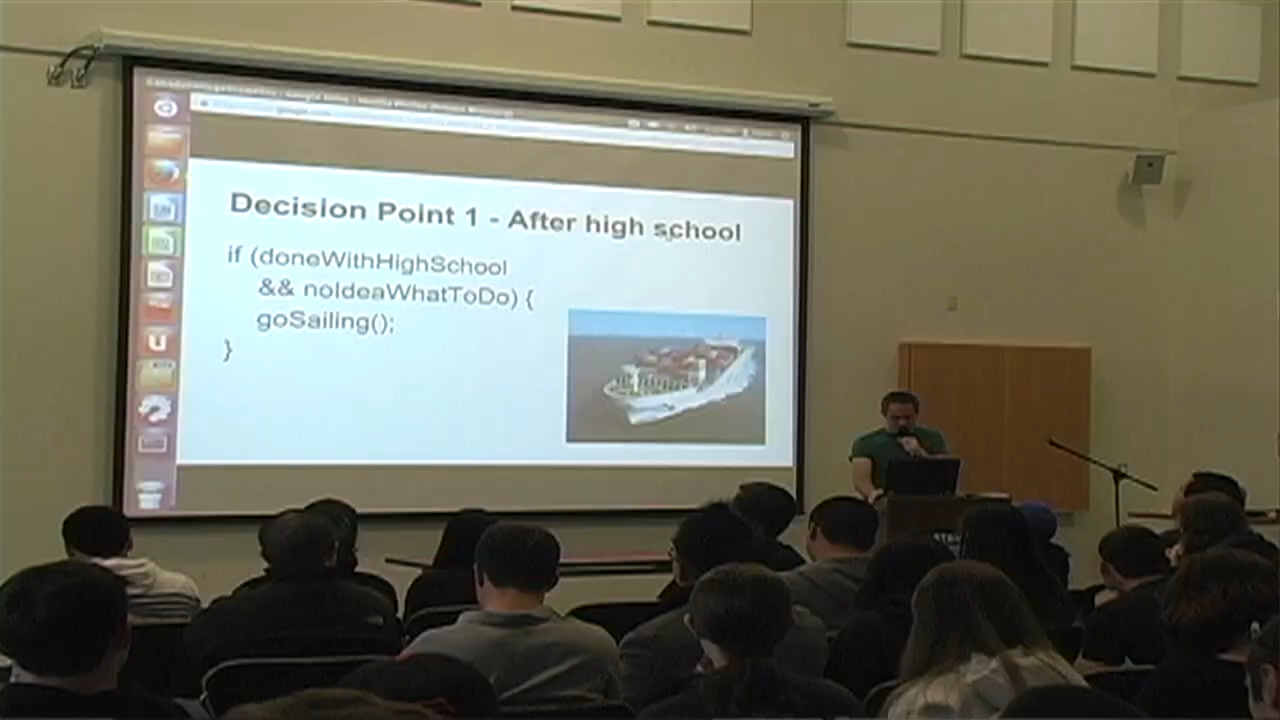 Decision Point 1 - After high school
if (doneWithHighSchool
&& noIdeaWhatToDo) {
goSailing();
}